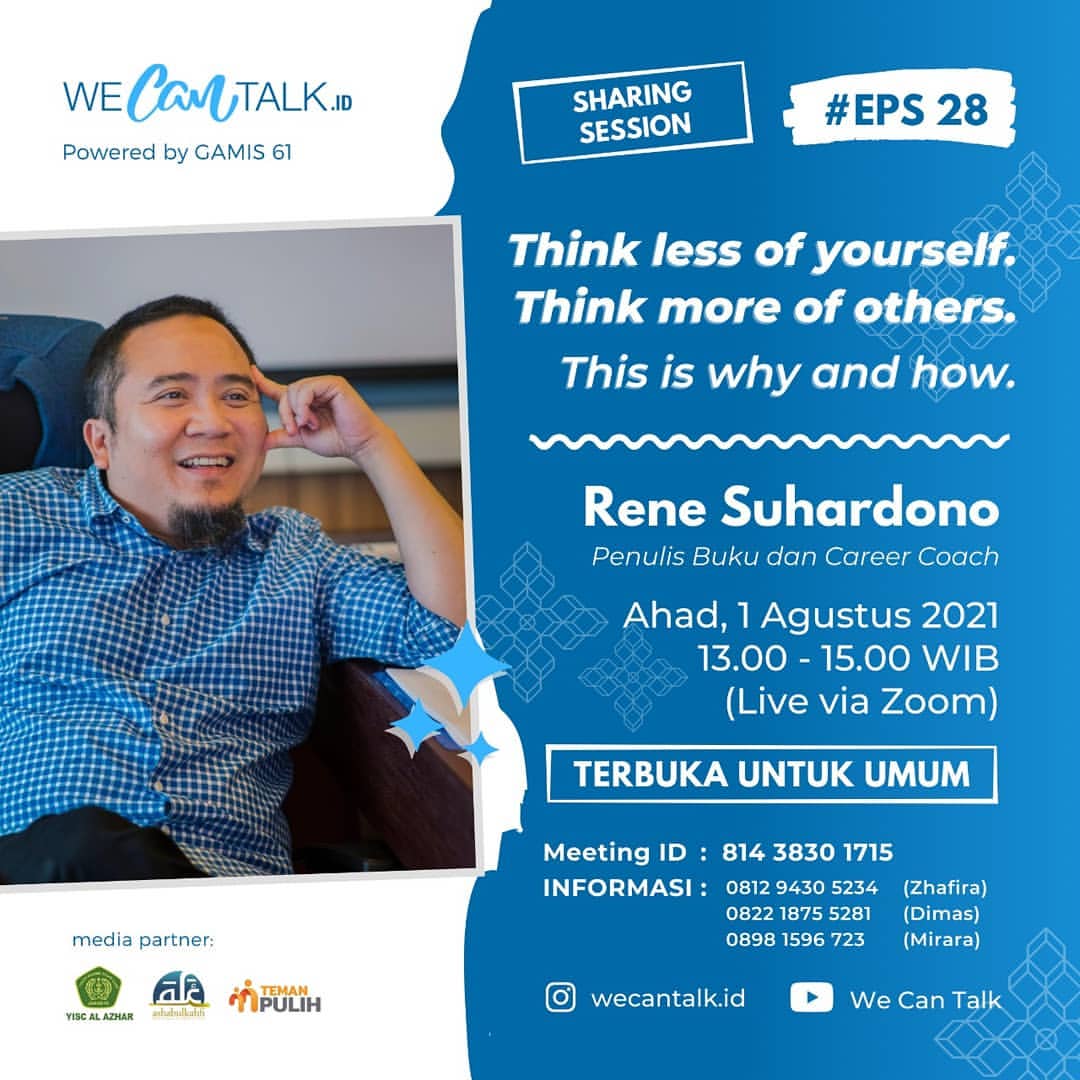 WE Can TALK.ID
Powered by GAMIS 61
SHARING
SESSION
#EPS 28
Think less of yourself.
Think more of others.
This is why and how.
Rene Suhardono
Penulis Buku dan Career Coach
Ahad, 1 Agustus 2021
13.00 - 15.00 WIB
(Live via Zoom)
TERBUKA UNTUK UMUM
Meeting ID : 814 3830 1715
INFORMASI : 0812 9430 5234 (Zhafira)
0822 1875 5281 (Dimas)
0898 1596 723 (Mirara)
media partner:
YISC AL AZHAR
ashabulkahfi
TEMAN
PULIH
wecantalk.id
We Can Talk